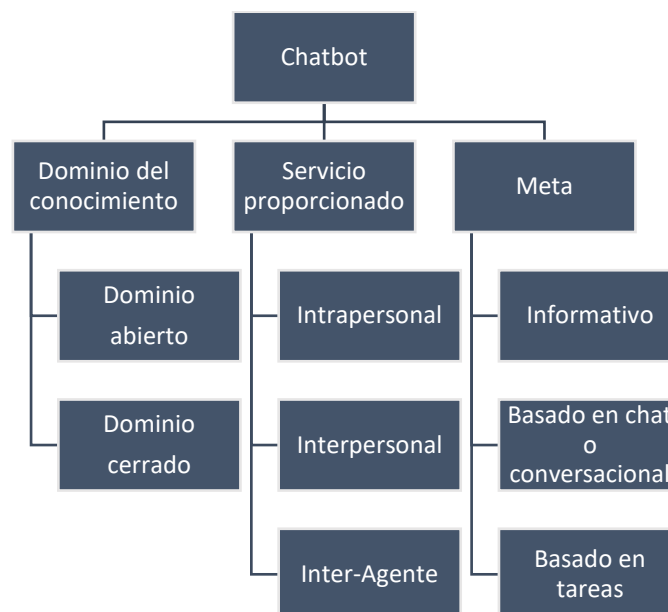 Chatbot
Dominio del
conocimiento
Dominio
abierto
Dominio
cerrado
Servicio
proporcionado
Intrapersonal
Interpersonal
Inter-Agente
Meta
Informativo
Basado en chat
o
conversacional
Basado en
tareas